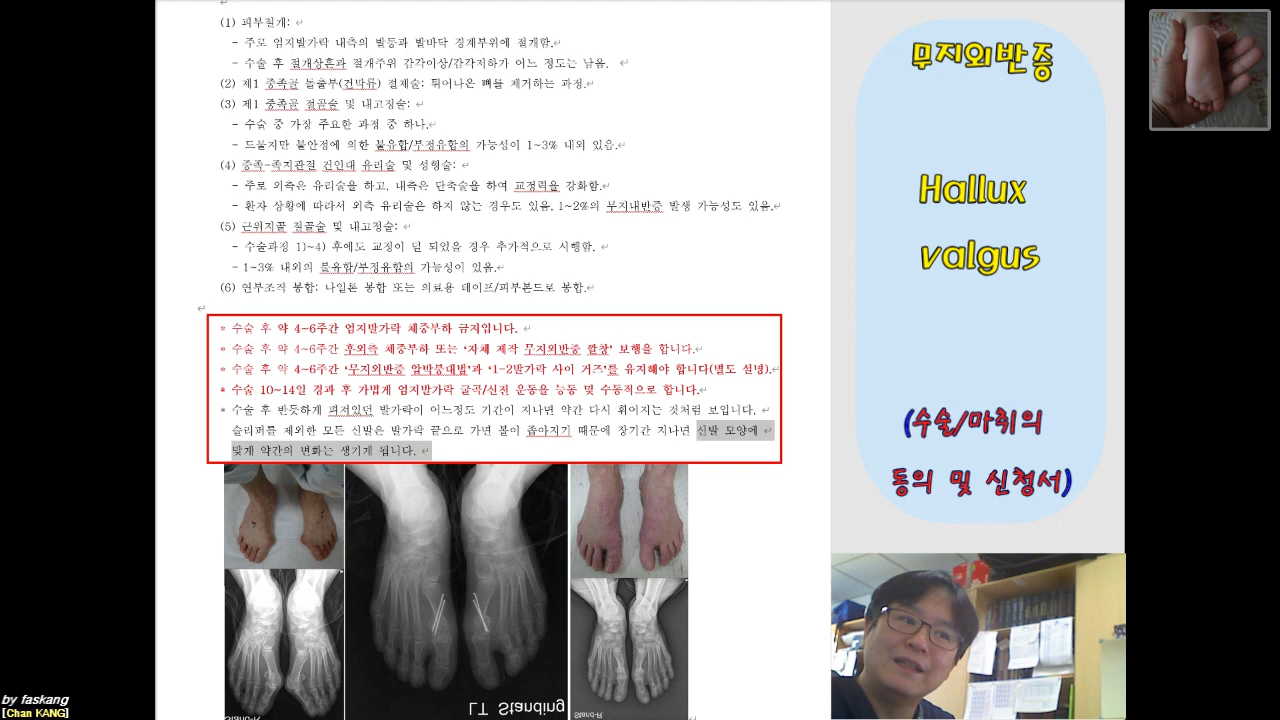 (1) 피부절개:
- 주로 엄지발가락 내측의 발등과 발바닥 경계부위에 절개함.
- 수술 후 절개상흔과 절개주위 감각이상/감각저하가 어느 정도는 남음.
(2) 제1 중족골 돌출부(건막류) 절제술: 튀어나온 뼈를 제거하는 과정.
(3) 제1 중족골 절골술 및 내고정술:
- 수술 중 가장 주요한 과정 중 하나.
- 드물지만 불안정에 의한 불유합/부정유합의 가능성이 1~3% 내외 있음.
(4) 중족-족지관절 건인대 유리술 및 성형술:
- 주로 외측은 유리술을 하고, 내측은 단축술을 하여 교정력을 강화함.
- 환자 상황에 따라서 외측 유리술은 하지 않는 경우도 있음. 1~2%의 무지내반증 발생 가능성도 있음.
(5) 근위지골 절골술 및 내고정술:
- 수술과정 1)~4) 후에도 교정이 덜 되었을 경우 추가적으로 시행함.
- 1~3% 내외의 불유합/부정유합의 가능성이 있음.
(6) 연부조직 봉합: 나일론 봉합 또는 의료용 테이프/피부본드로 봉합.
* 수술 후 약 4~6주간 엄지발가락 체중부하 금지입니다.
* 수술 후 약 4~6주간 후외측 체중부하 또는 ‘자체 제작 무지외반증 깔창’ 보행을 합니다.
* 수술 후 약 4~6주간 ‘무지외반증 압박붕대법’과 ‘1-2발가락 사이 거즈’를 유지해야 합니다(별도 설명).
* 수술 10~14일 경과 후 가볍게 엄지발가락 굴곡/신전 운동을 능동 및 수동적으로 합니다.
* 수술 후 반듯하게 펴져있던 발가락이 어느정도 기간이 지나면 약간 다시 휘어지는 것처럼 보입니다.
슬리퍼를 제외한 모든 신발은 발가락 끝으로 가면 볼이 좁아지기 때문에 장기간 지나면 신발 모양에
맞게 약간의 변화는 생기게 됩니다.
LT Standing
Stand-R
Stand-R
무지외반증
Hallux
valgus
(수술/마취의
동의 및 신청서)
by faskang
[Chan KANG]